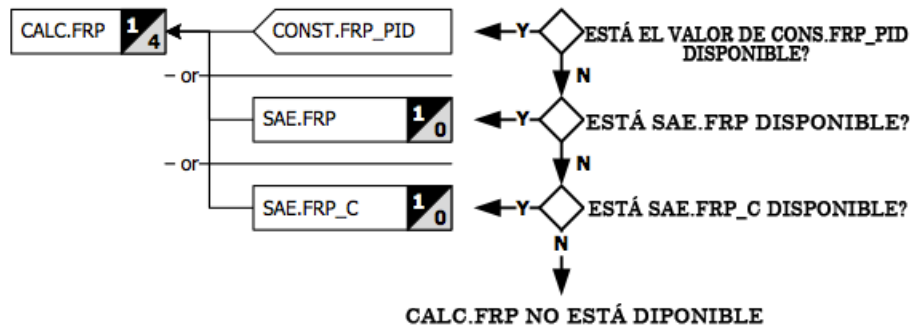 CALC.FRP 1/4 CONST.FRP_PID Y ESTÁ EL VALOR DE CONS.FRP_PID
DISPONIBLE?
N
or
SAE.FRP 1/0 Y ESTÁ SAE.FRP DISPONIBLE?
N
or
SAE.FRP_C 1/0 Y ESTÁ SAE.FRP_C DISPONIBLE?
N
CALC.FRP NO ESTÁ DIPONIBLE